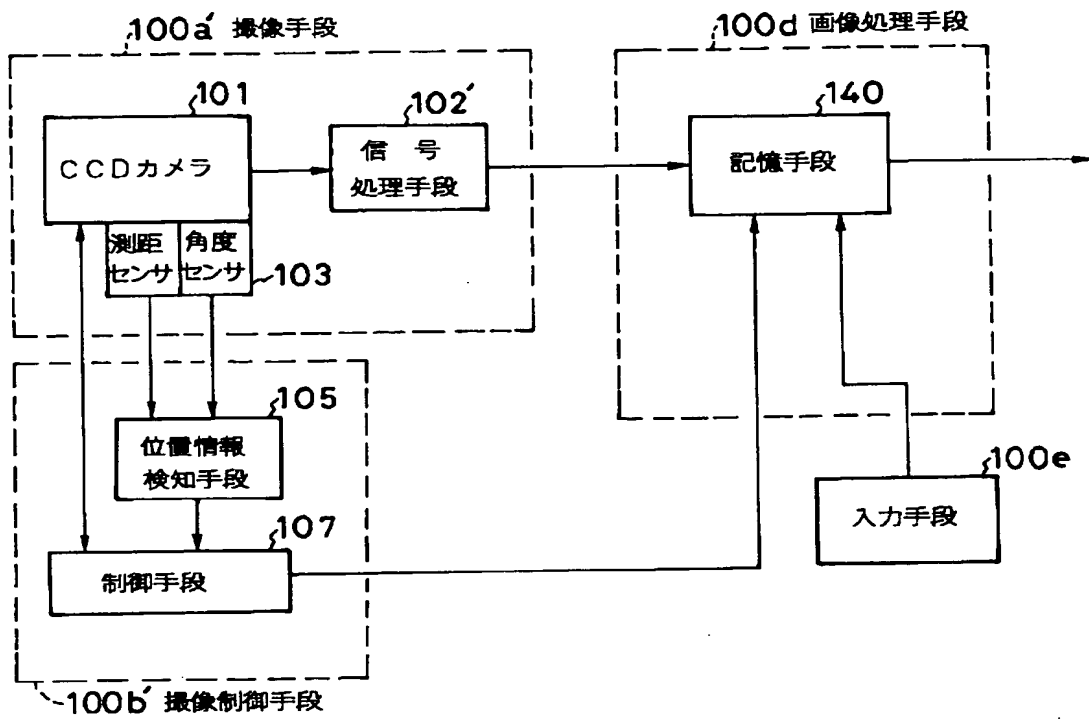 100a' 撮像手段
100d 画像処理手段
101
CCDカメラ
102'
信 号
処理手段
140
記憶手段
測距
センサ
角度
センサ
103
105
位置情報
検知手段
100e
入力手段
107
制御手段
100b' 撮像制御手段